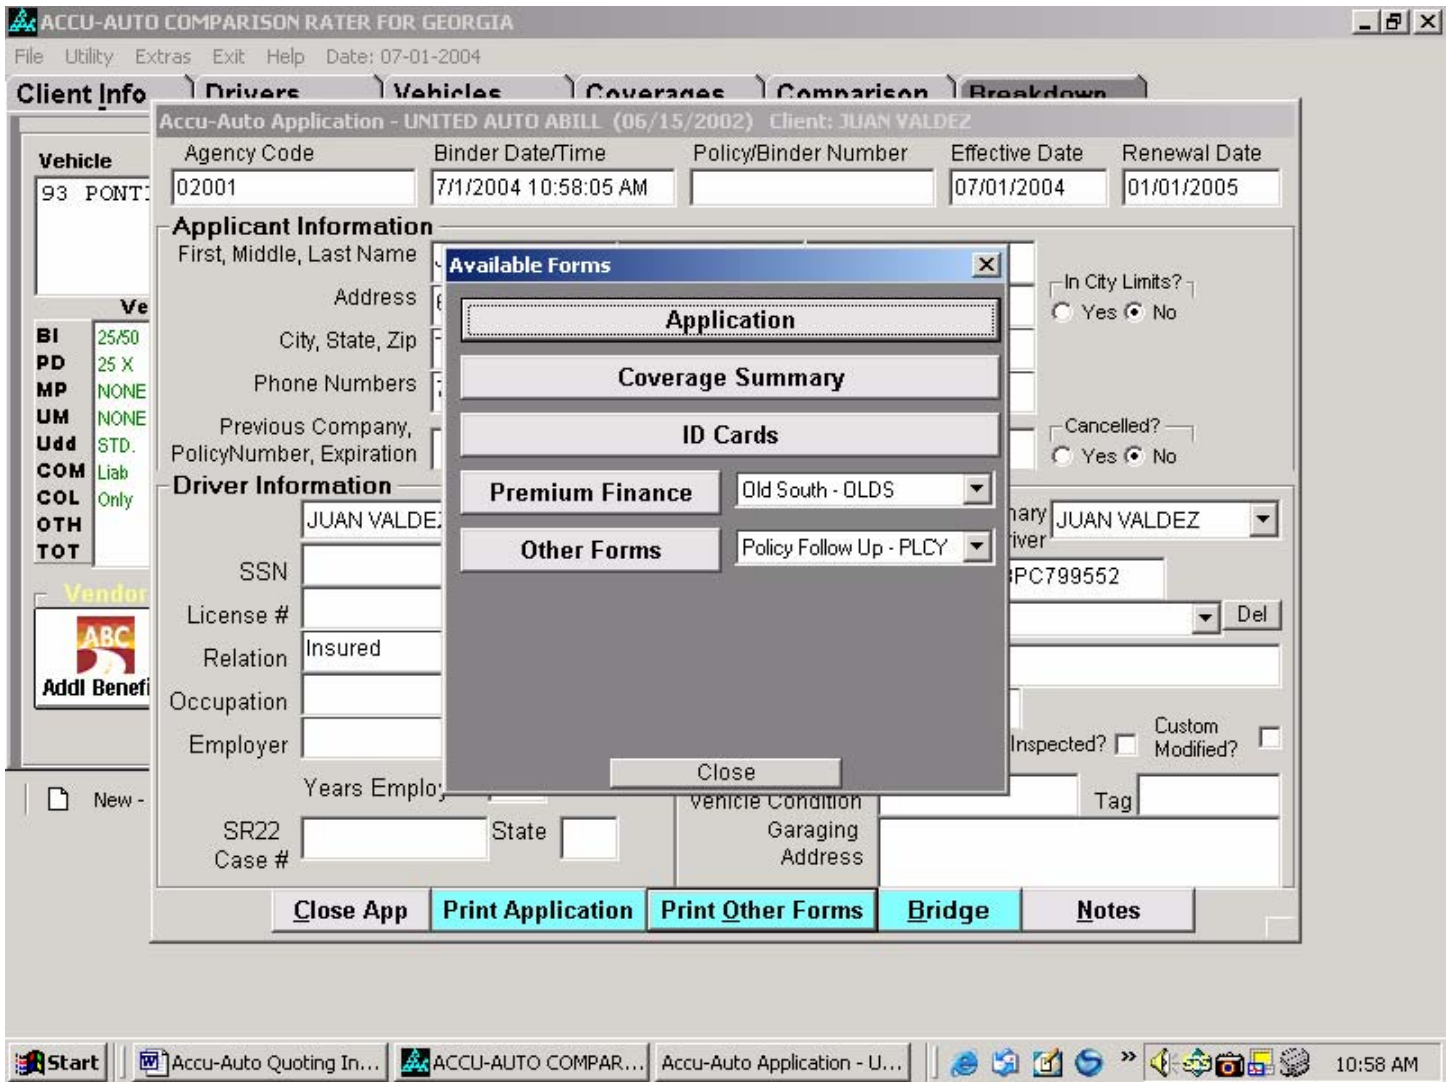 ACCU-AUTO COMPARISON RATER FOR GEORGIA
File Utility Extras Exit Help Date: 07-01-2004
Client Info Drivers Vehicles Coverages Comparison Breakdown
Accu-Auto Application - UNITED AUTO ABILL (06/15/2002) Client: JUAN VALDEZ
Vehicle
93 PONT
Agency Code Binder Date/Time Policy/Binder Number Effective Date Renewal Date
02001 7/1/2004 10:58:05 AM 07/01/2004 01/01/2005
Applicant Information
First, Middle, Last Name
Address
City, State, Zip
Phone Numbers
Previous Company,
PolicyNumber, Expiration
In City Limits?
Yes No
Cancelled?
Yes No
Available Forms
Application
Coverage Summary
ID Cards
Premium Finance Old South - OLDS
Other Forms Policy Follow Up - PLCY
Close
Ve
BI 25/50
PD 25 X
MP NONE
UM NONE
Udd STD.
COM Liab
COL Only
OTH
TOT
Vendor
ABC
Addl Benefi
Driver Information
JUAN VALDEZ
SSN
License #
Relation Insured
Occupation
Employer
Years Emplo
SR22
Case #
State
JUAN VALDEZ
PC799552
Del
Inspected?
Custom
Modified?
Vehicle Condition
Tag
Garaging
Address
New -
Close App Print Application Print Other Forms Bridge Notes
Start Accu-Auto Quoting In... ACCU-AUTO COMPAR... Accu-Auto Application - U... » 10:58 AM